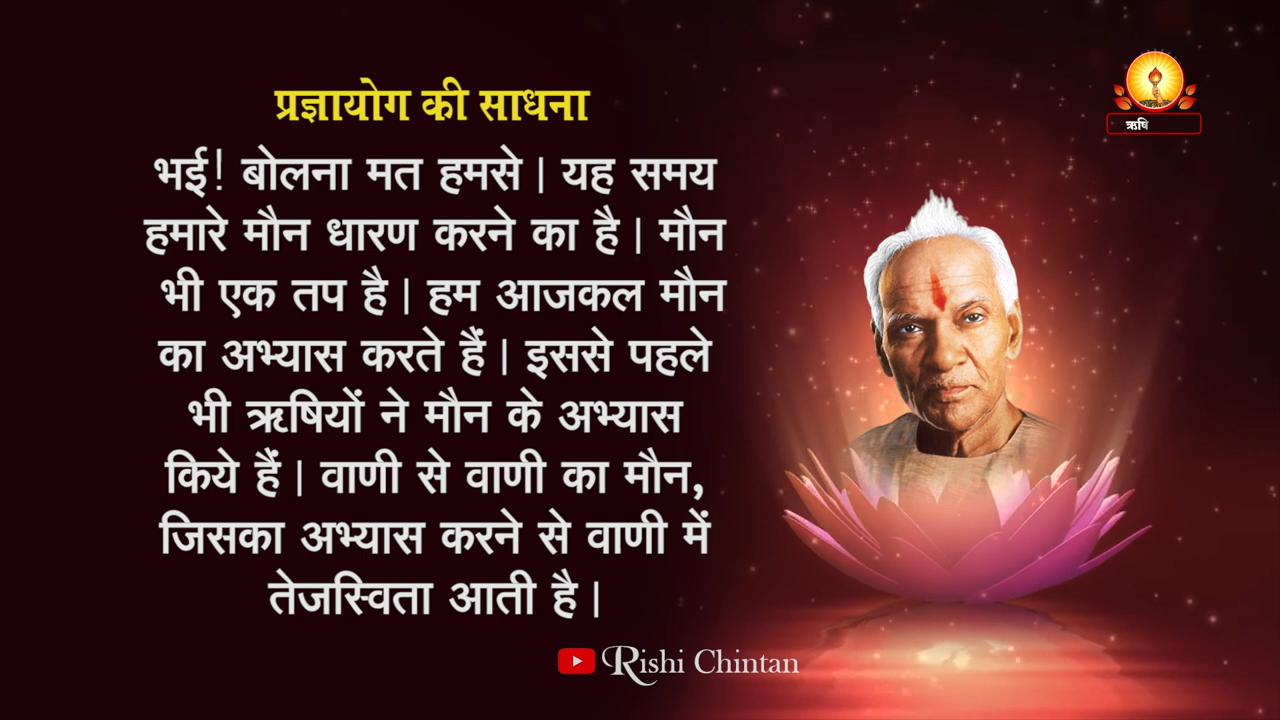 प्रज्ञायोग की साधना
भई! बोलना मत हमसे | यह समय
हमारे मौन धारण करने का है | मौन
भी एक तप है | हम आजकल मौन
का अभ्यास करते हैं | इससे पहले
भी ऋषियों ने मौन के अभ्यास
किये हैं | वाणी से वाणी का मौन,
जिसका अभ्यास करने से वाणी में
तेजस्विता आती है |
ऋषि
Rishi Chintan